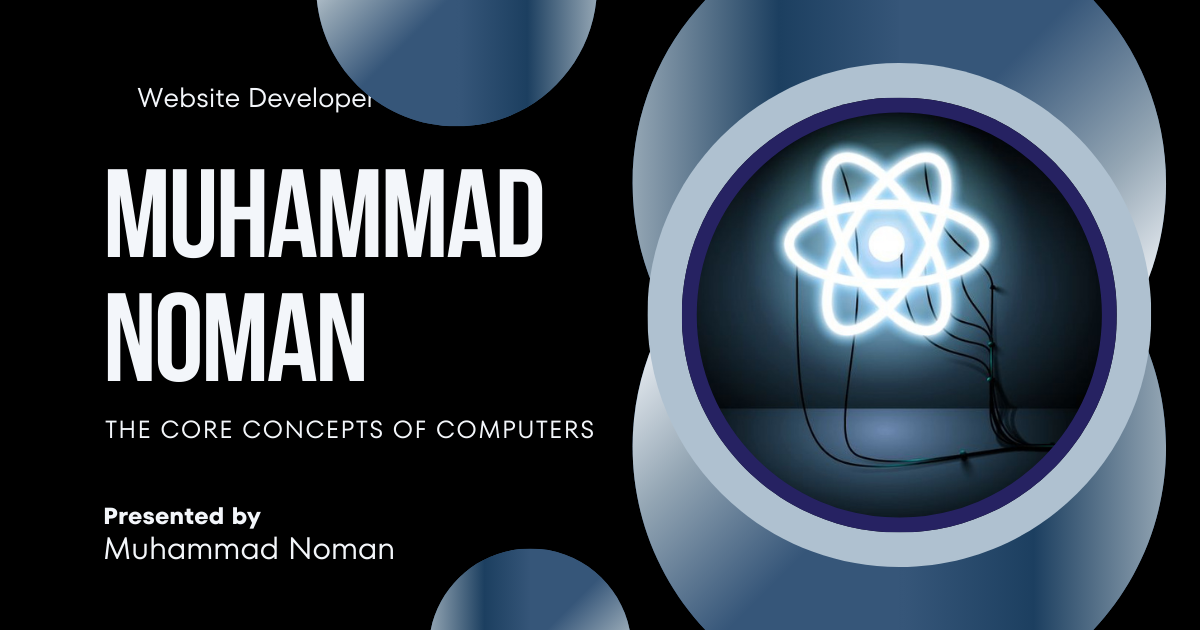 Website Developer
MUHAMMAD
NOMAN
THE CORE CONCEPTS OF COMPUTERS
Presented by
Muhammad Noman